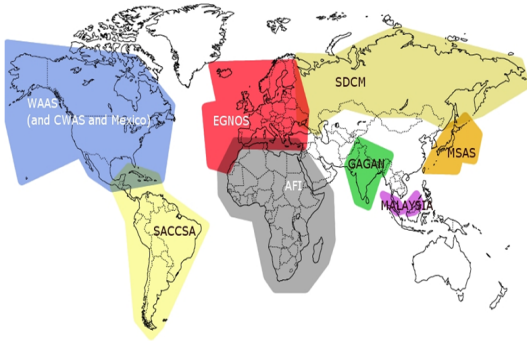 WAAS
(and CWAS and Mexico)
EGNOS
SDCM
MSAS
GAGAN
AFI
MALAYSIA
SACCSA